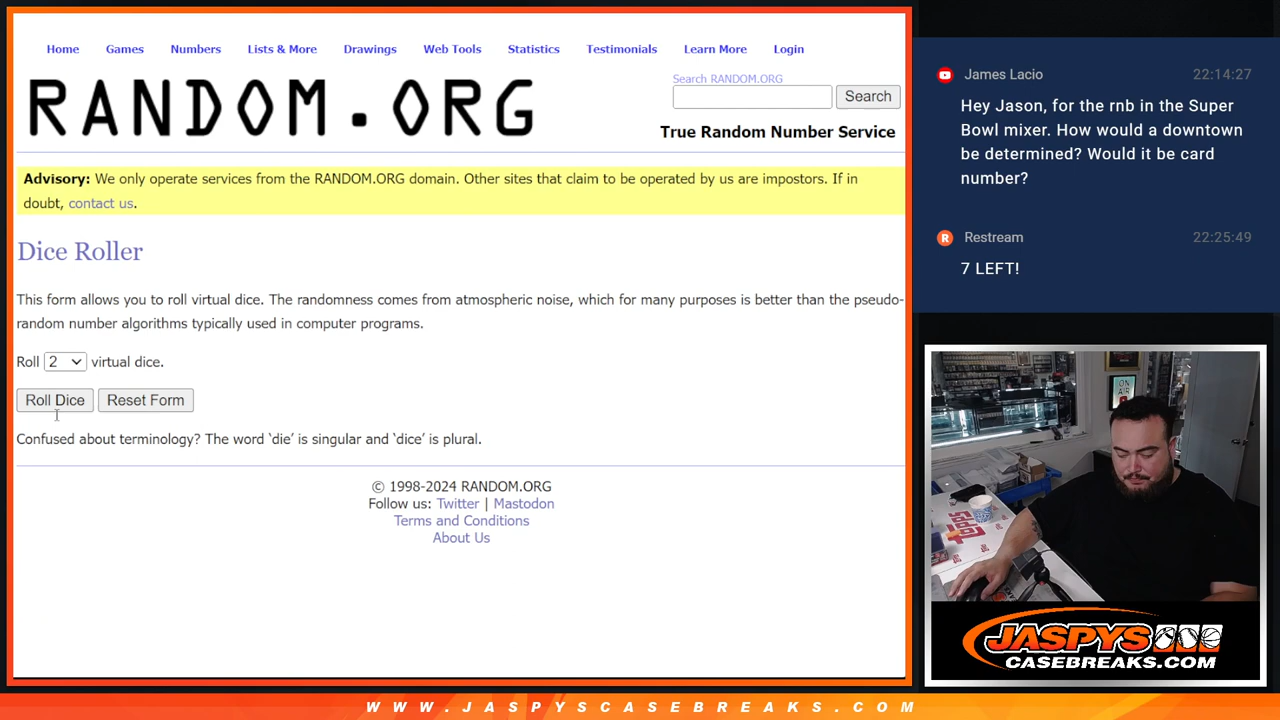 Home Games Numbers Lists & More Drawings Web Tools Statistics Testimonials Learn More Login
RANDOM.ORG
Search RANDOM.ORG
Search
True Random Number Service
Advisory: We only operate services from the RANDOM.ORG domain. Other sites that claim to be operated by us are impostors. If in
doubt, contact us.
Dice Roller
This form allows you to roll virtual dice. The randomness comes from atmospheric noise, which for many purposes is better than the pseudo-
random number algorithms typically used in computer programs.
Roll 2 virtual dice.
Roll Dice Reset Form
Confused about terminology? The word ‘die’ is singular and ‘dice’ is plural.
© 1998-2024 RANDOM.ORG
Follow us: Twitter | Mastodon
Terms and Conditions
About Us
James Lacio 22:14:27
Hey Jason, for the rnb in the Super
Bowl mixer. How would a downtown
be determined? Would it be card
number?
Restream 22:25:49
7 LEFT!
ON
AIR
topps
JASPYS
CASEBREAKS.COM
WWW.JASPYSCASEBREAKS.COM